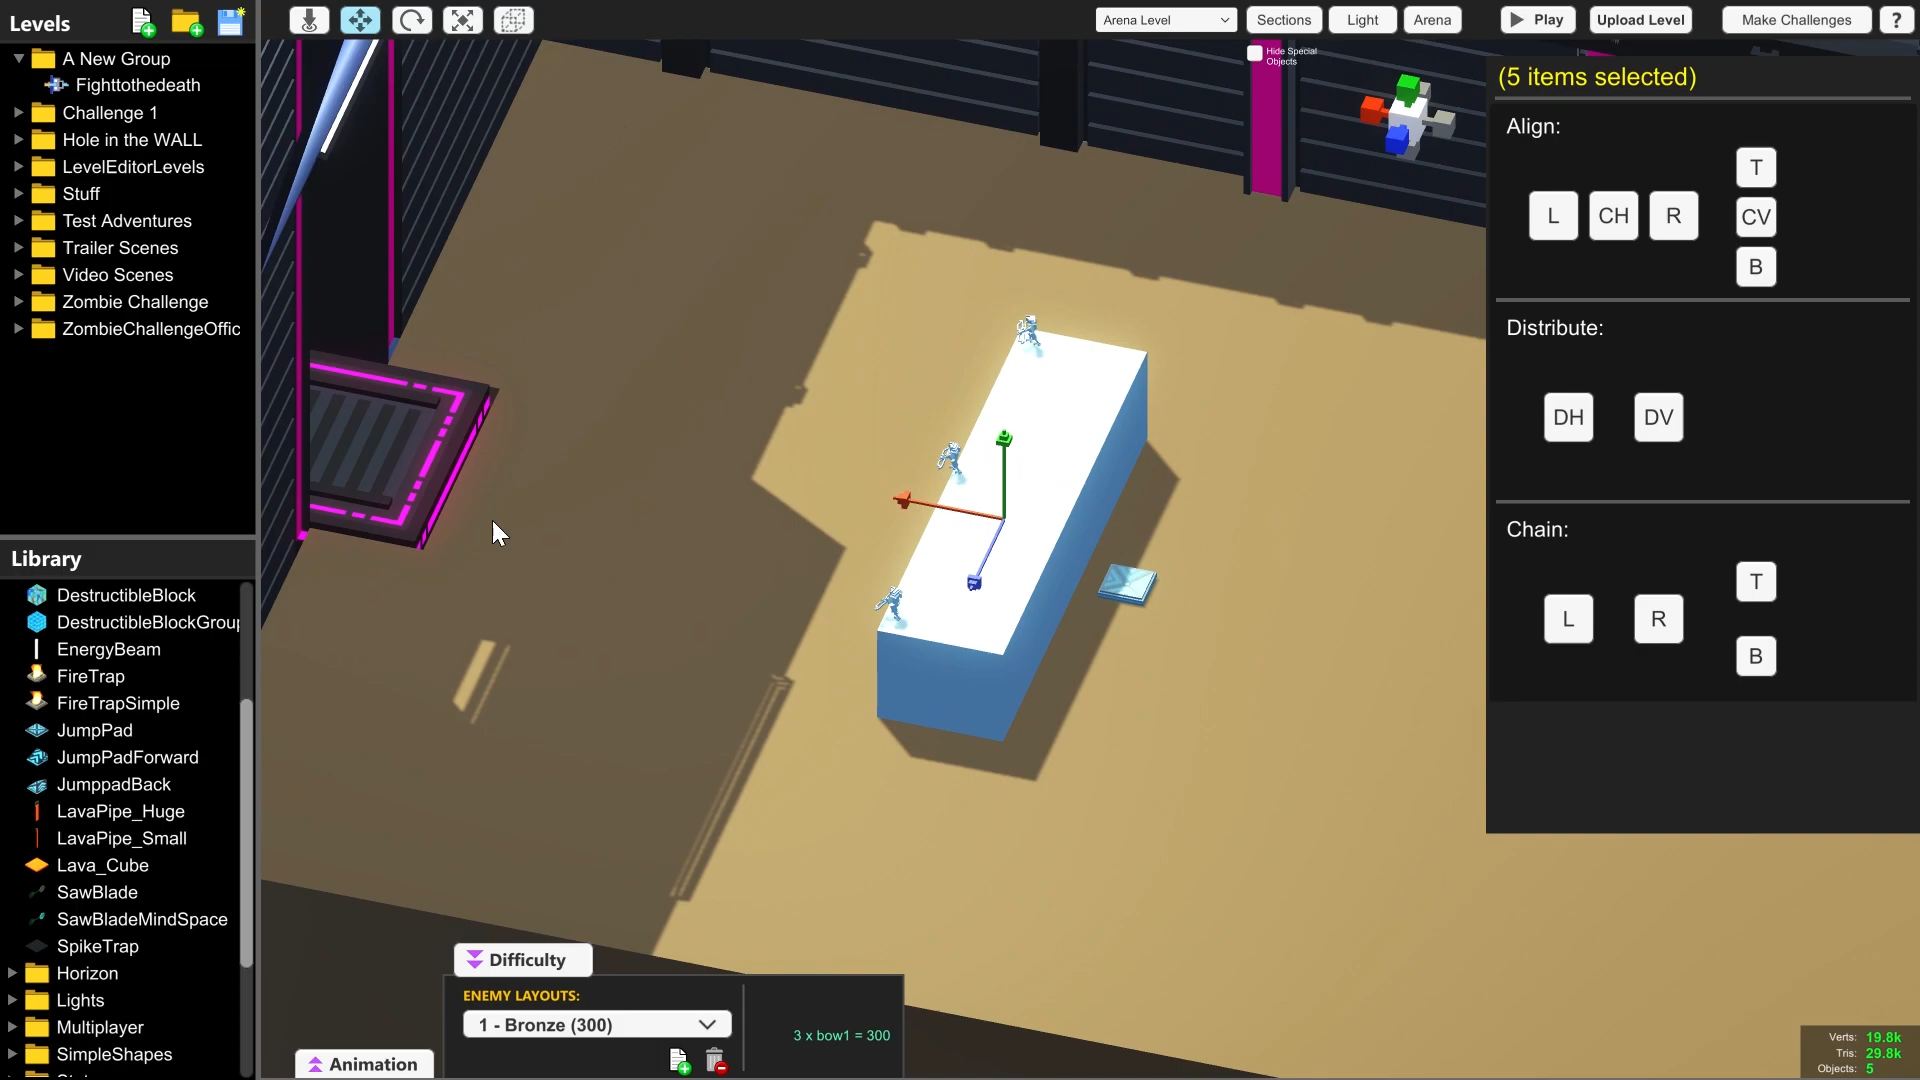 Levels
Arena Level
Sections
Light
Arena
Play
Upload Level
Make Challenges
?
Hide Special
Objects
A New Group
Fighttothedeath
Challenge 1
Hole in the WALL
LevelEditorLevels
Stuff
Test Adventures
Trailer Scenes
Video Scenes
Zombie Challenge
ZombieChallengeOffic
(5 items selected)
Align:
T
L
CH
R
CV
B
Distribute:
DH
DV
Chain:
T
L
R
B
Library
DestructibleBlock
DestructibleBlockGroup
EnergyBeam
FireTrap
FireTrapSimple
JumpPad
JumpPadForward
JumppadBack
LavaPipe_Huge
LavaPipe_Small
Lava_Cube
SawBlade
SawBladeMindSpace
SpikeTrap
Horizon
Lights
Multiplayer
SimpleShapes
Difficulty
ENEMY LAYOUTS:
1 - Bronze (300)
3 x bow1 = 300
Animation
Verts: 19.8k
Tris: 29.8k
Objects: 5